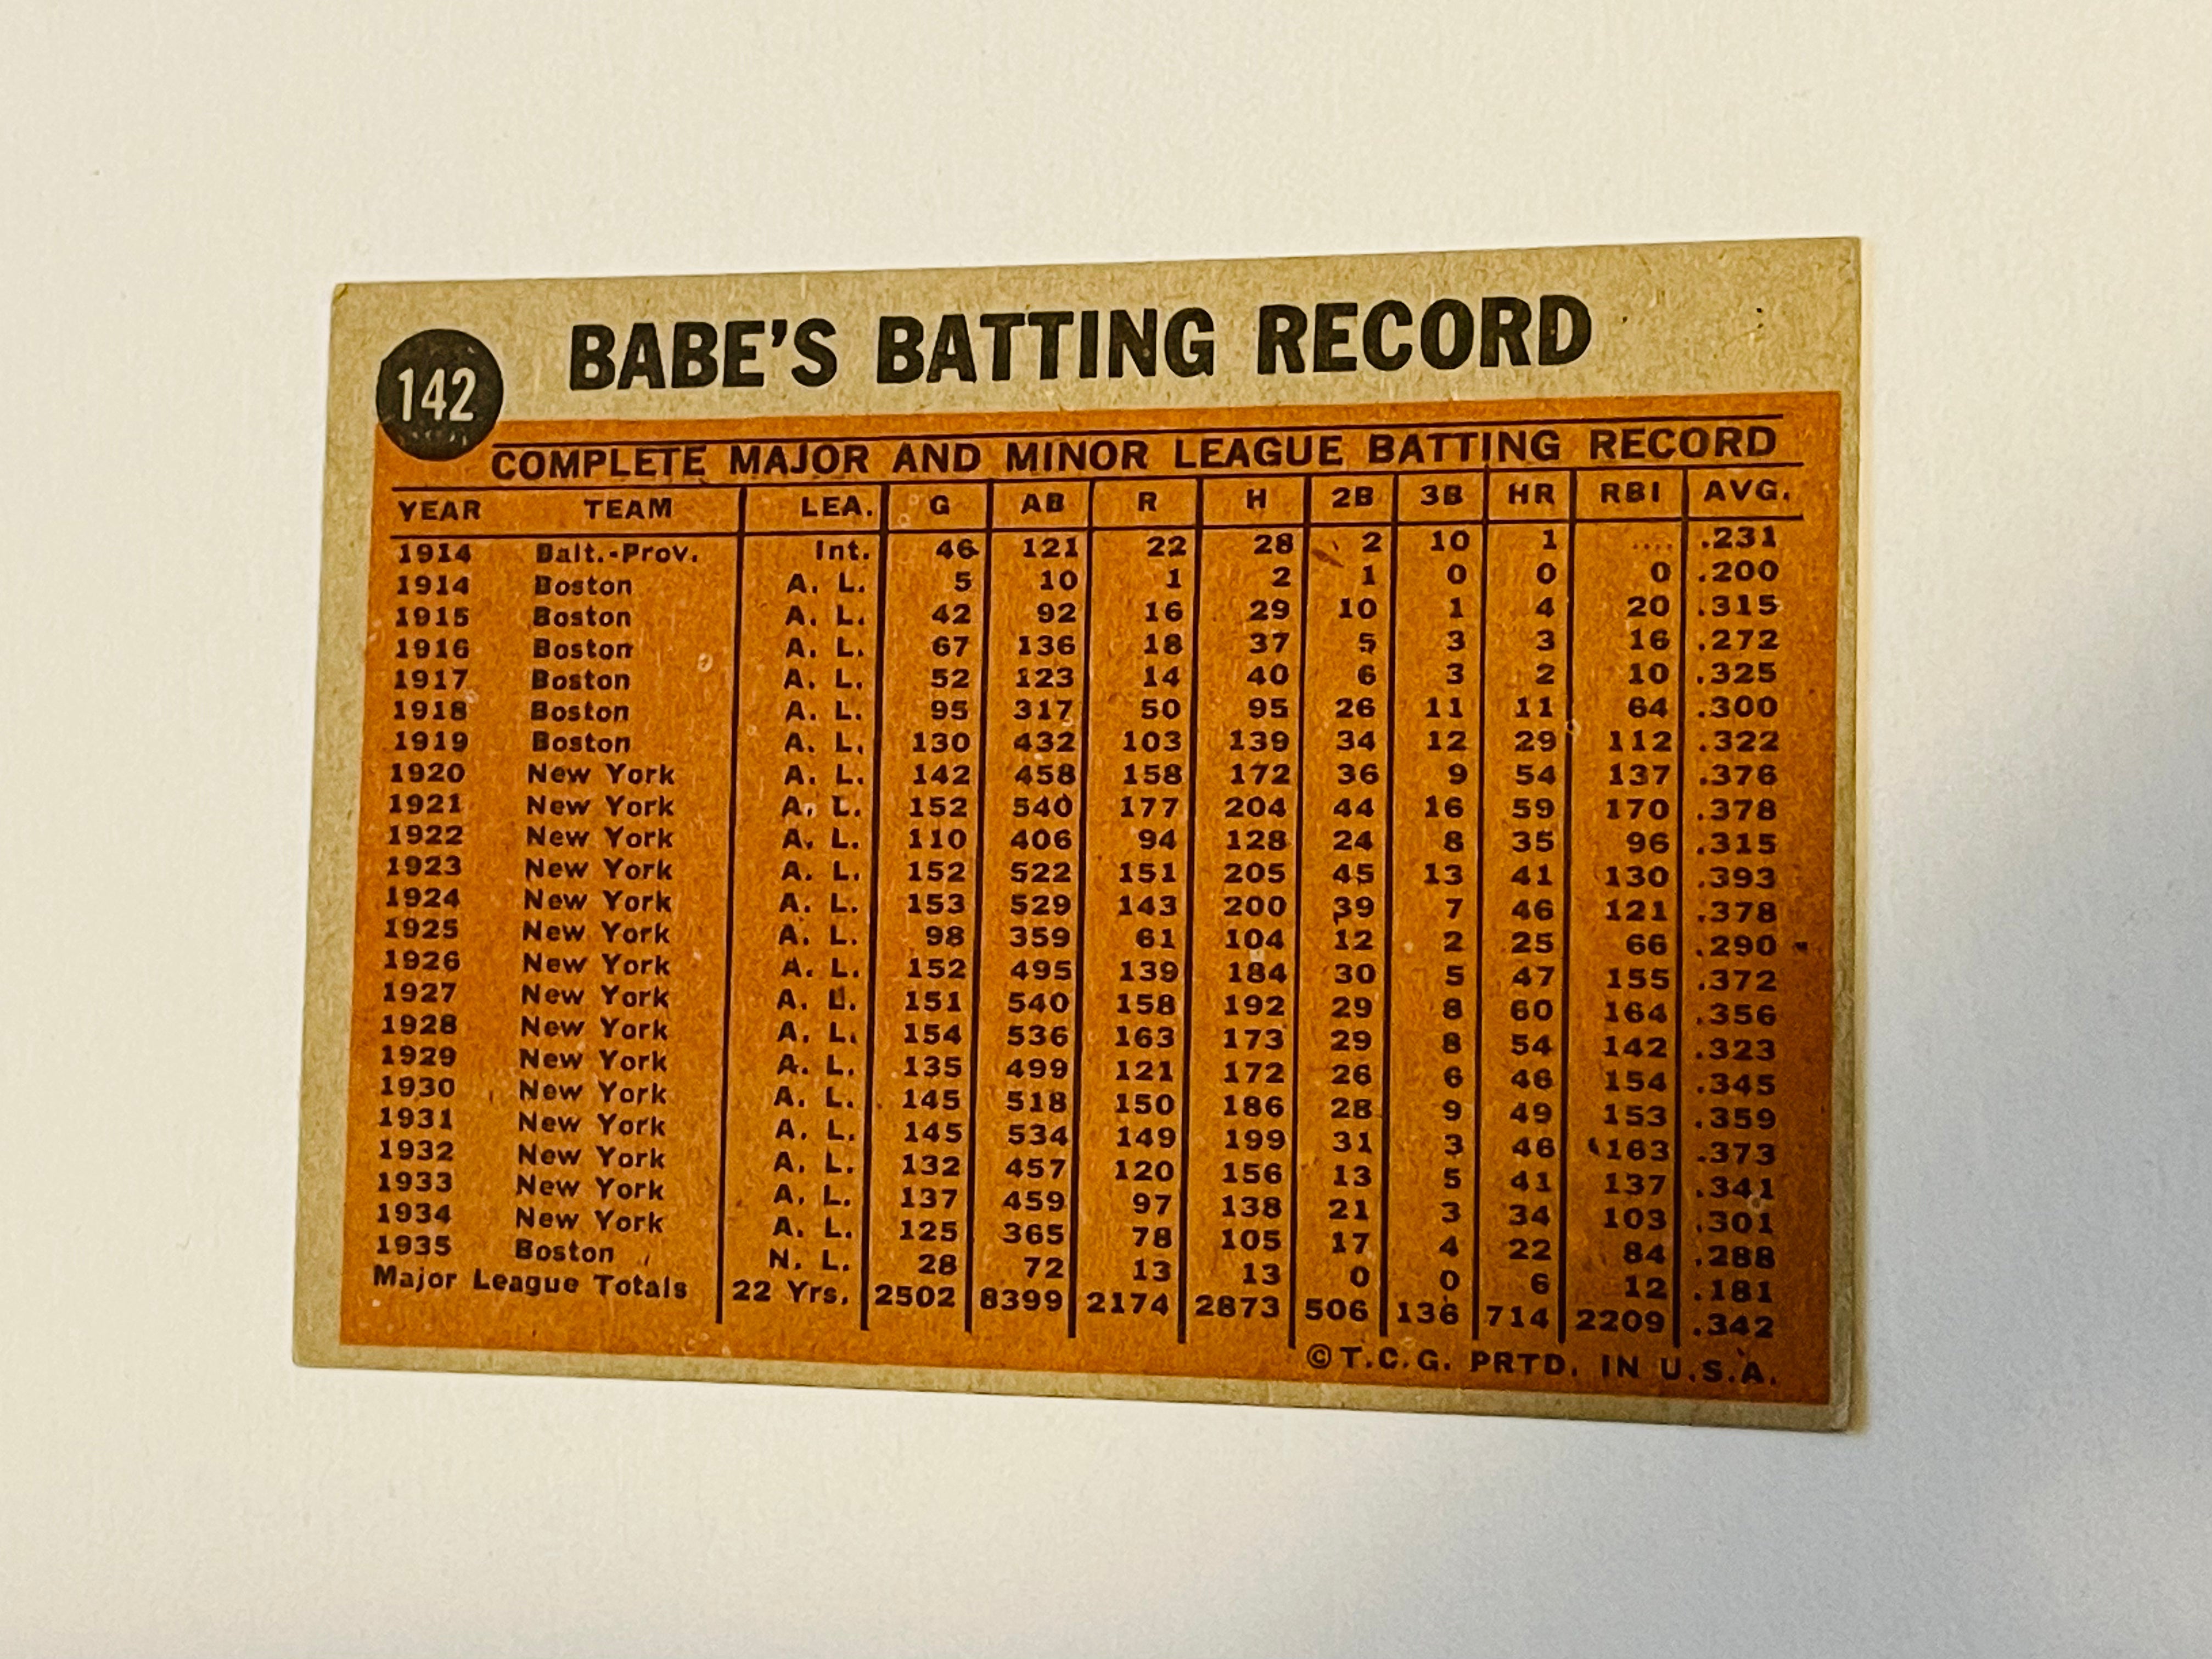 142 BABE'S BATTING RECORD
COMPLETE MAJOR AND MINOR LEAGUE BATTING RECORD
YEAR TEAM LEA. G AB R H 2B 3B HR RBI AVG.
1914 Balt.-Prov. Int. 46 121 22 28 2 10 1 .... .231
1914 Boston A. L. 5 10 1 2 1 0 0 0 .200
1915 Boston A. L. 42 92 16 29 10 1 4 20 .315
1916 Boston A. L. 67 136 18 37 5 3 3 16 .272
1917 Boston A. L. 52 123 14 40 6 3 2 10 .325
1918 Boston A. L. 95 317 50 95 26 11 11 64 .300
1919 Boston A. L. 130 432 103 139 34 12 29 112 .322
1920 New York A. L. 142 458 158 172 36 9 54 137 .376
1921 New York A. L. 152 540 177 204 44 16 59 170 .378
1922 New York A. L. 110 406 94 128 24 8 35 96 .315
1923 New York A. L. 152 522 151 205 45 13 41 130 .393
1924 New York A. L. 153 529 143 200 39 7 46 121 .378
1925 New York A. L. 98 359 61 104 12 2 25 66 .290
1926 New York A. L. 152 495 139 184 30 5 47 155 .372
1927 New York A. L. 151 540 158 192 29 8 60 164 .356
1928 New York A. L. 154 536 163 173 29 8 54 142 .323
1929 New York A. L. 135 499 121 172 26 6 46 154 .345
1930 New York A. L. 145 518 150 186 28 9 49 153 .359
1931 New York A. L. 145 534 149 199 31 3 46 163 .373
1932 New York A. L. 132 457 120 156 13 5 41 137 .341
1933 New York A. L. 137 459 97 138 21 3 34 103 .301
1934 New York A. L. 125 365 78 105 17 4 22 84 .288
1935 Boston N. L. 28 72 13 13 0 0 6 12 .181
Major League Totals 22 Yrs. 2502 8399 2174 2873 506 136 714 2209 .342
©T.C.G. PRTD. IN U.S.A.